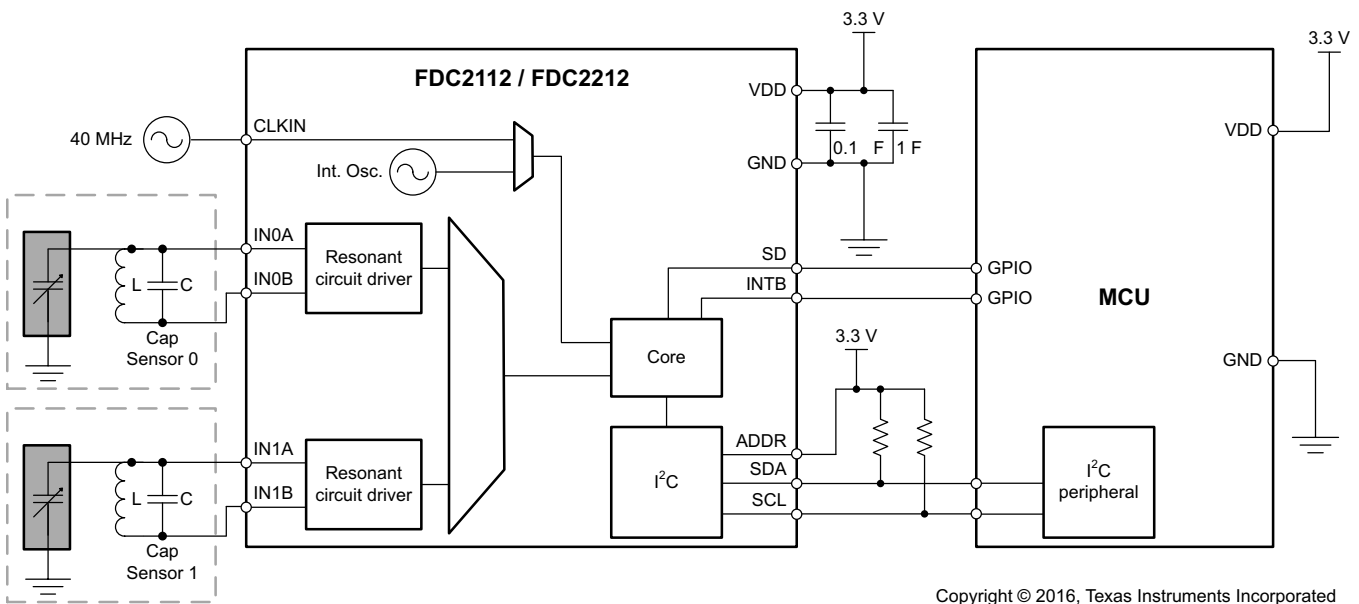 3.3 V
3.3 V
FDC2112 / FDC2212
VDD
CLKIN
40 MHz
VDD
0.1 F 1 F
Int. Osc.
GND
IN0A
Resonant
circuit driver
SD
GPIO
L
C
IN0B
INTB
GPIO
MCU
Cap
Sensor 0
Core
3.3 V
GND
IN1A
Resonant
circuit driver
ADDR
I2C
SDA
I2C
peripheral
L
C
IN1B
SCL
Cap
Sensor 1
Copyright © 2016, Texas Instruments Incorporated